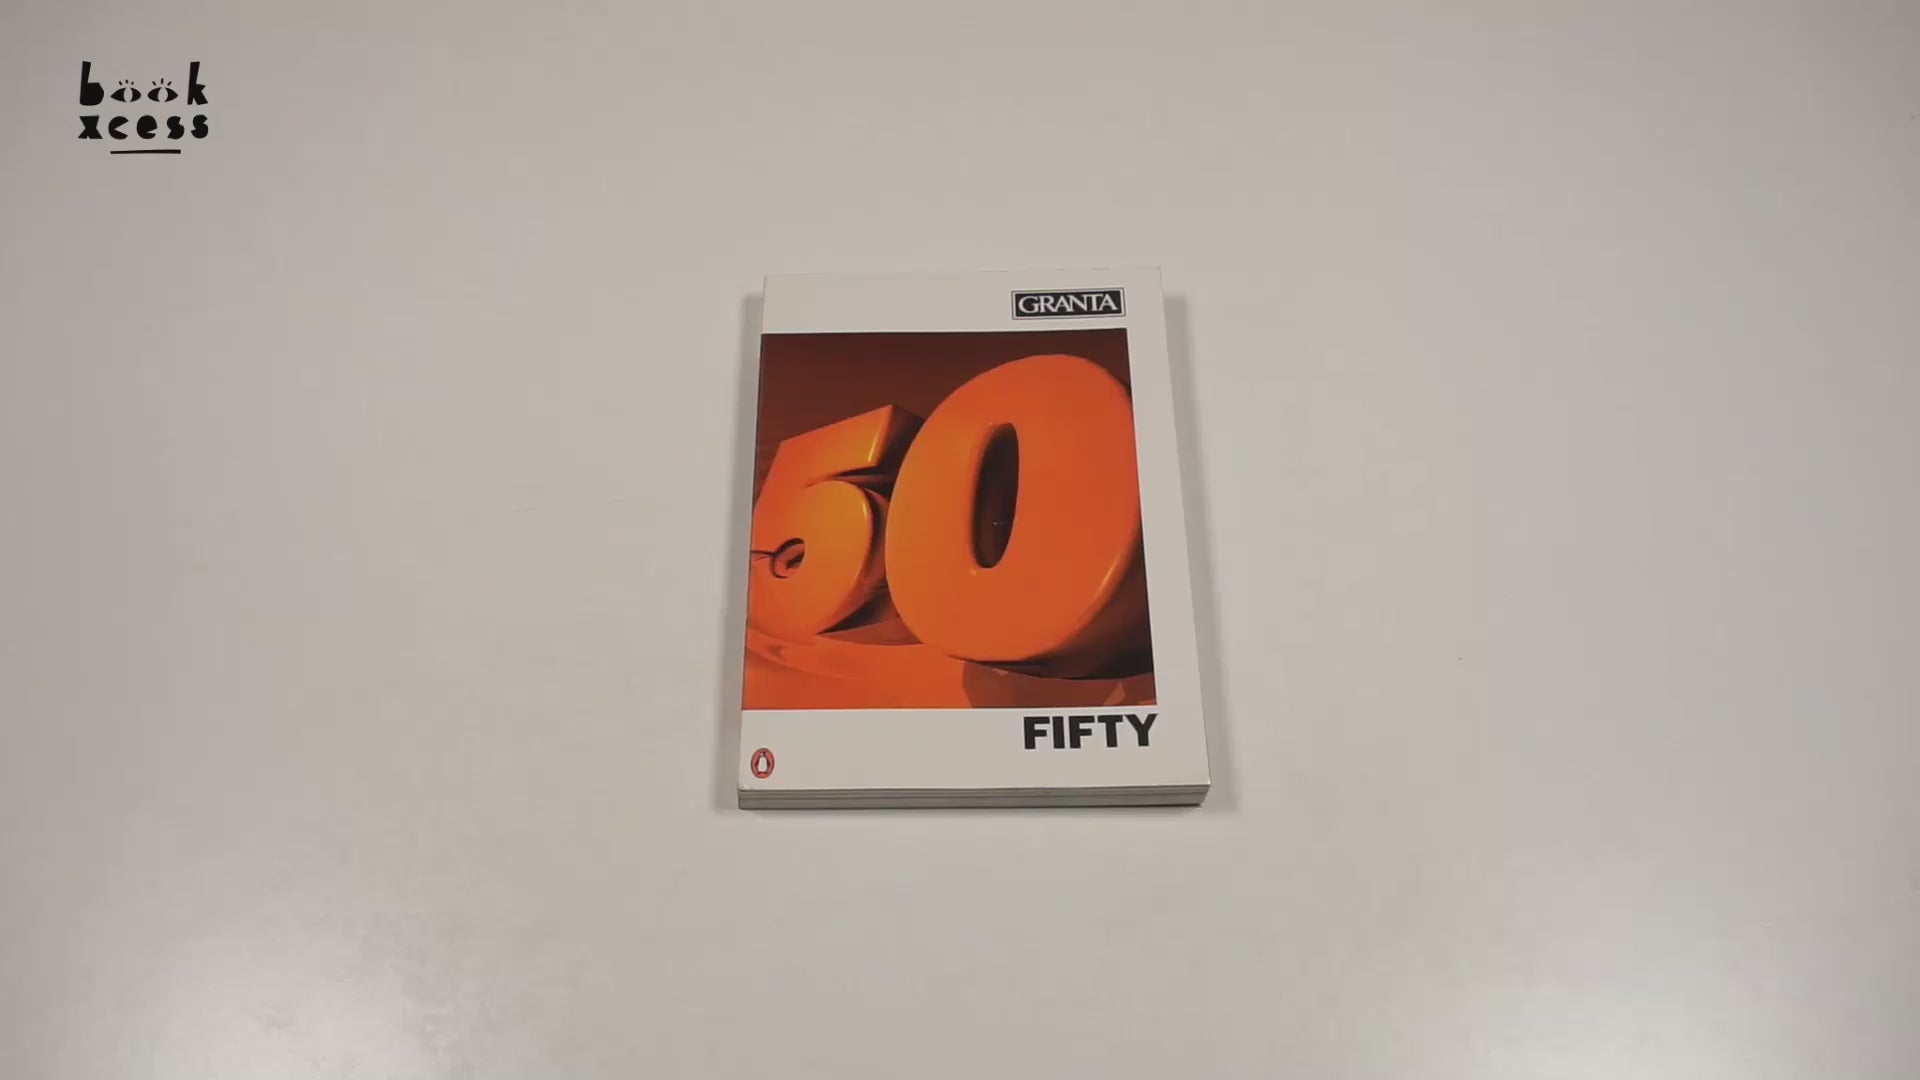 book
xcess
GRANTA
50
FIFTY